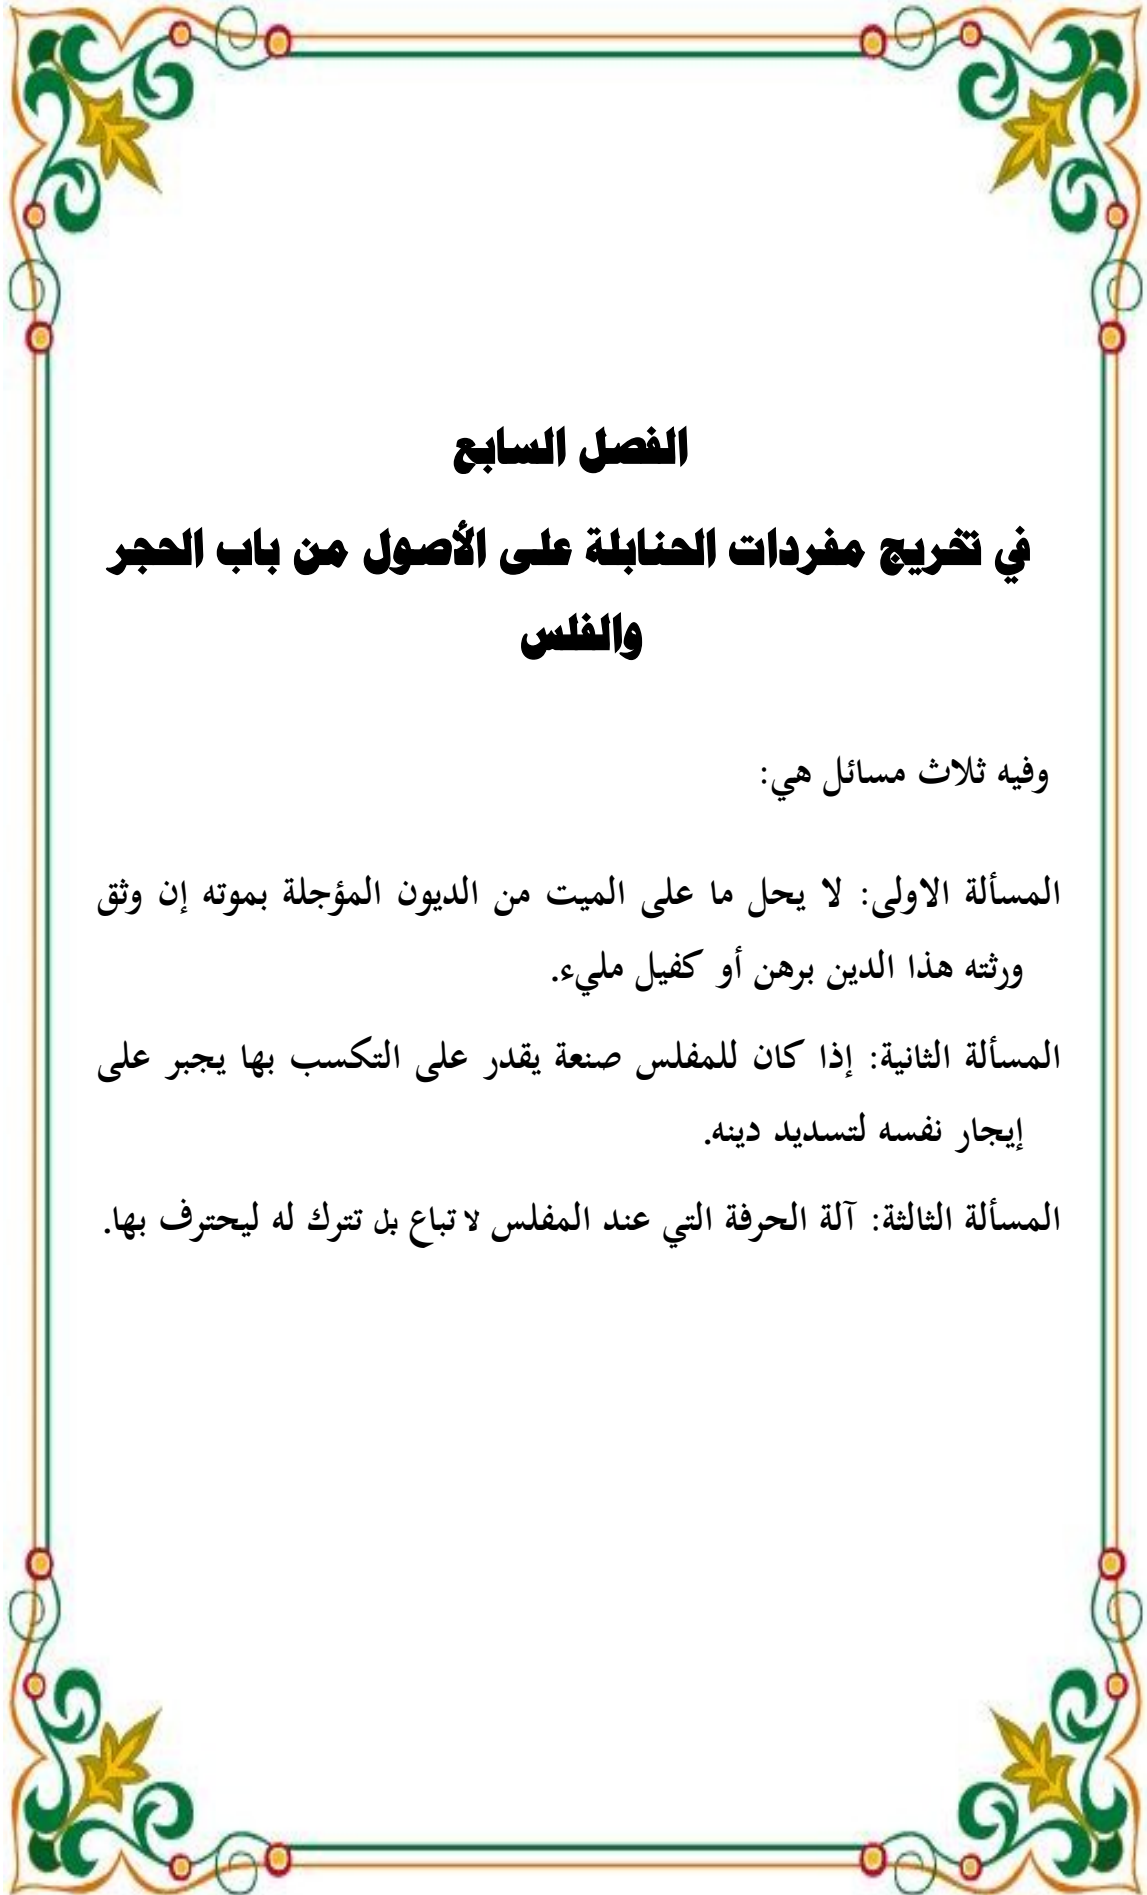 الفصل السابع
في تخريج مفردات الحنابلة على الأصول من باب الحجر
والفلس
وفيه ثلاث مسائل هي:
المسألة الاولى: لا يحل ما على الميت من الديون المؤجلة بموته إن وثق
ورثته هذا الدين برهن أو كفيل مليء.
المسألة الثانية: إذا كان للمفلس صنعة يقدر على التكسب بها يجبر على
إيجار نفسه لتسديد دينه.
المسألة الثالثة: آلة الحرفة التي عند المفلس لا تباع بل تترك له ليحترف بها.